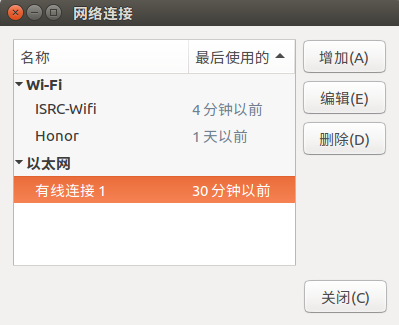 网络连接
名称 最后使用的
增加(A)
Wi-Fi
ISRC-Wifi 4 分钟以前
编辑(E)
Honor 1 天以前
删除(D)
以太网
有线连接 1 30 分钟以前
关闭(C)